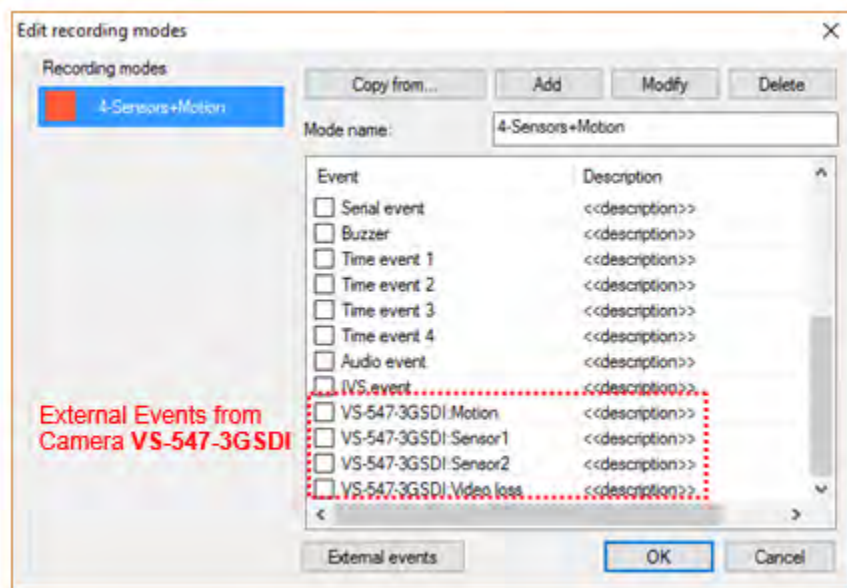 Edit recording modes
Recording modes
4-Sensors+Motion
Copy from...
Add
Modify
Delete
Mode name:
4-Sensors+Motion
Event Description
Serial event <<description>>
Buzzer <<description>>
Time event 1 <<description>>
Time event 2 <<description>>
Time event 3 <<description>>
Time event 4 <<description>>
Audio event <<description>>
IVS event <<description>>
VS-547-3GSDI:Motion <<description>>
VS-547-3GSDI:Sensor1 <<description>>
VS-547-3GSDI:Sensor2 <<description>>
VS-547-3GSDI:Video loss <<description>>
External Events from
Camera VS-547-3GSDI
External events
OK
Cancel